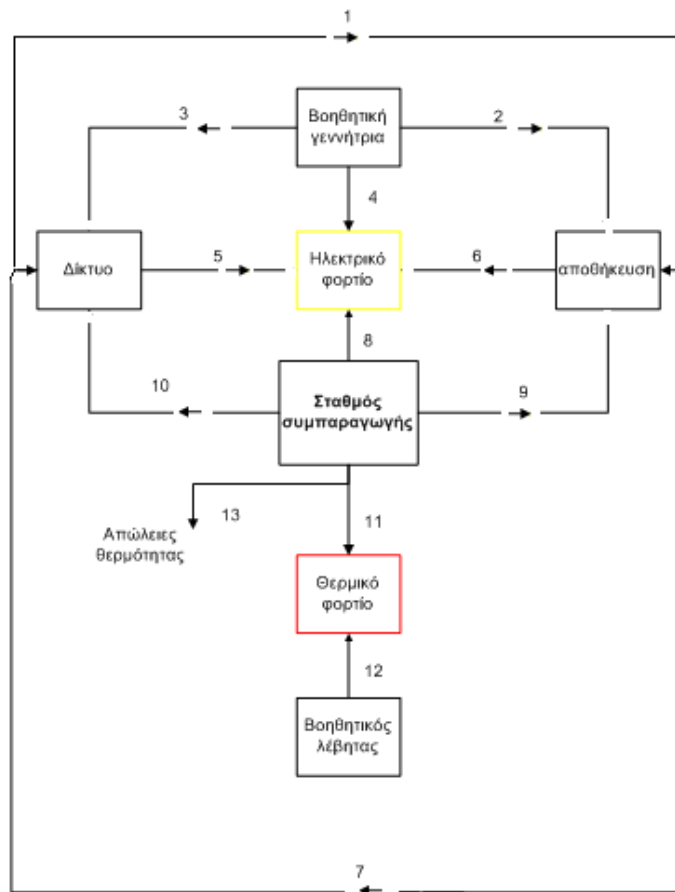 1
3
Βοηθητική
γεννήτρια
2
4
Δίκτυο
5
Ηλεκτρικό
φορτίο
6
αποθήκευση
8
10
Σταθμός
συμπαραγωγής
9
13
11
Απώλειες
θερμότητας
Θερμικό
φορτίο
12
Βοηθητικός
λέβητας
7